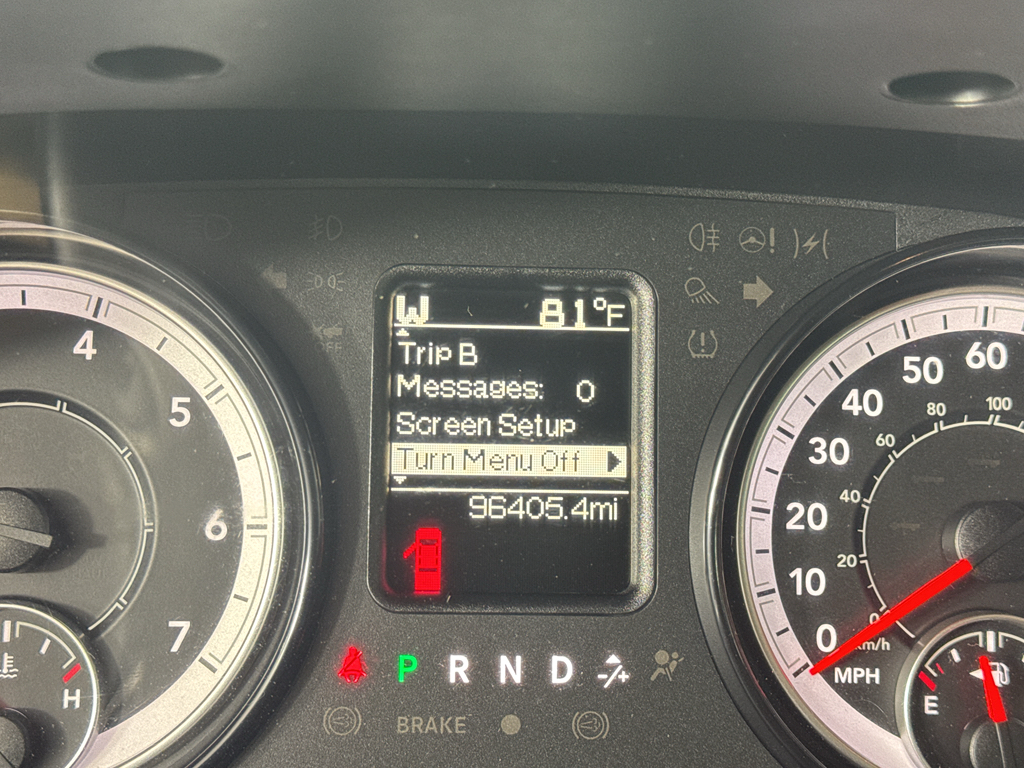 W 81°F
Trip B
Messages: 0
Screen Setup
Turn Menu Off
96405.4mi
4
5
6
7
H
P R N D -/+
BRAKE
60
50
40
30
20
10
0
MPH
100
80
60
40
20
0
km/h
E